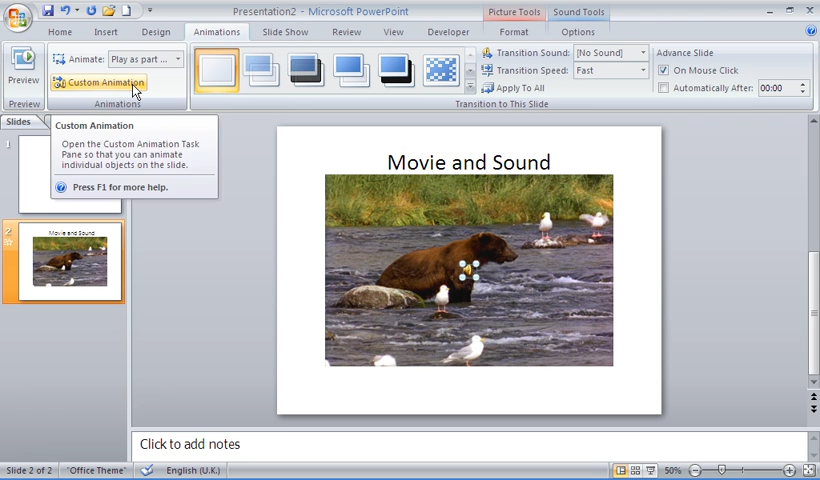 Presentation2 - Microsoft PowerPoint
Picture Tools
Sound Tools
Home
Insert
Design
Animations
Slide Show
Review
View
Developer
Format
Options
Preview
Preview
Animate: Play as part ...
Custom Animation
Animations
Transition Sound: [No Sound]
Transition Speed: Fast
Apply To All
Transition to This Slide
Advance Slide
On Mouse Click
Automatically After: 00:00
Slides
Custom Animation
Open the Custom Animation Task
Pane so that you can animate
individual objects on the slide.
Press F1 for more help.
1
2
Movie and Sound
Movie and Sound
Click to add notes
Slide 2 of 2
"Office Theme"
English (U.K.)
50%